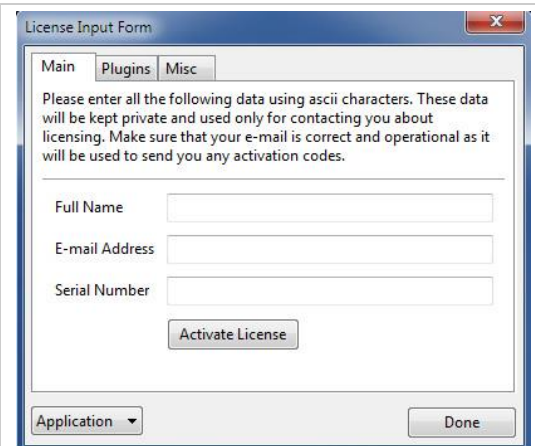 License Input Form
x
Main Plugins Misc
Please enter all the following data using ascii characters. These data
will be kept private and used only for contacting you about
licensing. Make sure that your e-mail is correct and operational as it
will be used to send you any activation codes.
Full Name
E-mail Address
Serial Number
Activate License
Application Done